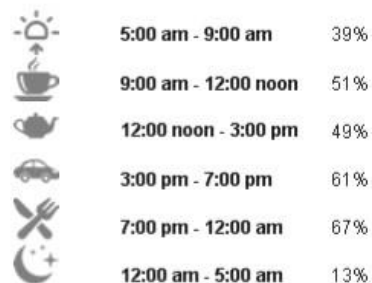 5:00 am - 9:00 am 39%
9:00 am - 12:00 noon 51%
12:00 noon - 3:00 pm 49%
3:00 pm - 7:00 pm 61%
7:00 pm - 12:00 am 67%
12:00 am - 5:00 am 13%